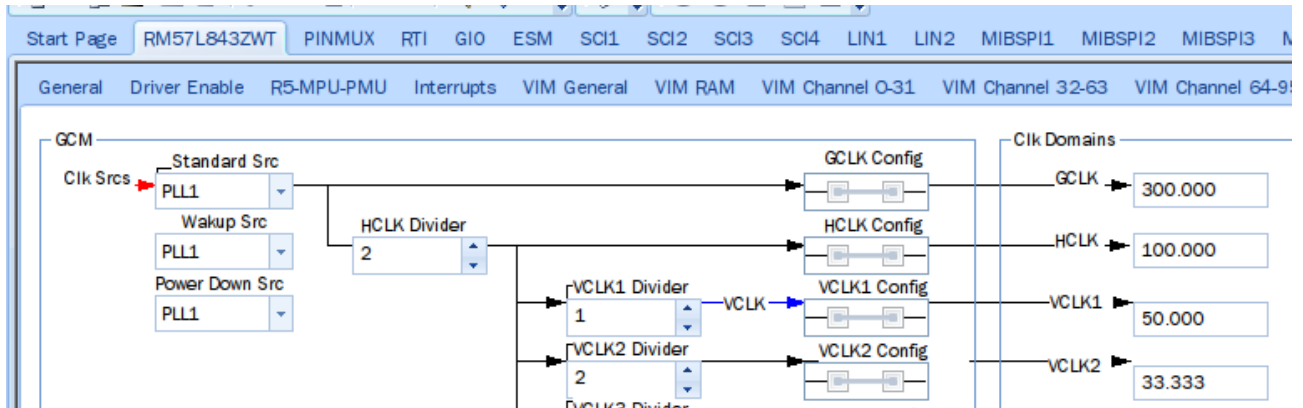 Start Page RM57L843ZWT PINMUX RTI GIO ESM SCI1 SCI2 SCI3 SCI4 LIN1 LIN2 MIBSPI1 MIBSPI2 MIBSPI3
General Driver Enable R5-MPU-PMU Interrupts VIM General VIM RAM VIM Channel 0-31 VIM Channel 32-63 VIM Channel 64-95
GCM
Clk Domains
Clk Srcs
Standard Src
PLL1
GCLK Config
GCLK
300.000
Wakup Src
PLL1
HCLK Divider
2
HCLK Config
HCLK
100.000
Power Down Src
PLL1
VCLK1 Divider
1
VCLK
VCLK1 Config
VCLK1
50.000
VCLK2 Divider
2
VCLK2 Config
VCLK2
33.333
VCLK3 Divider